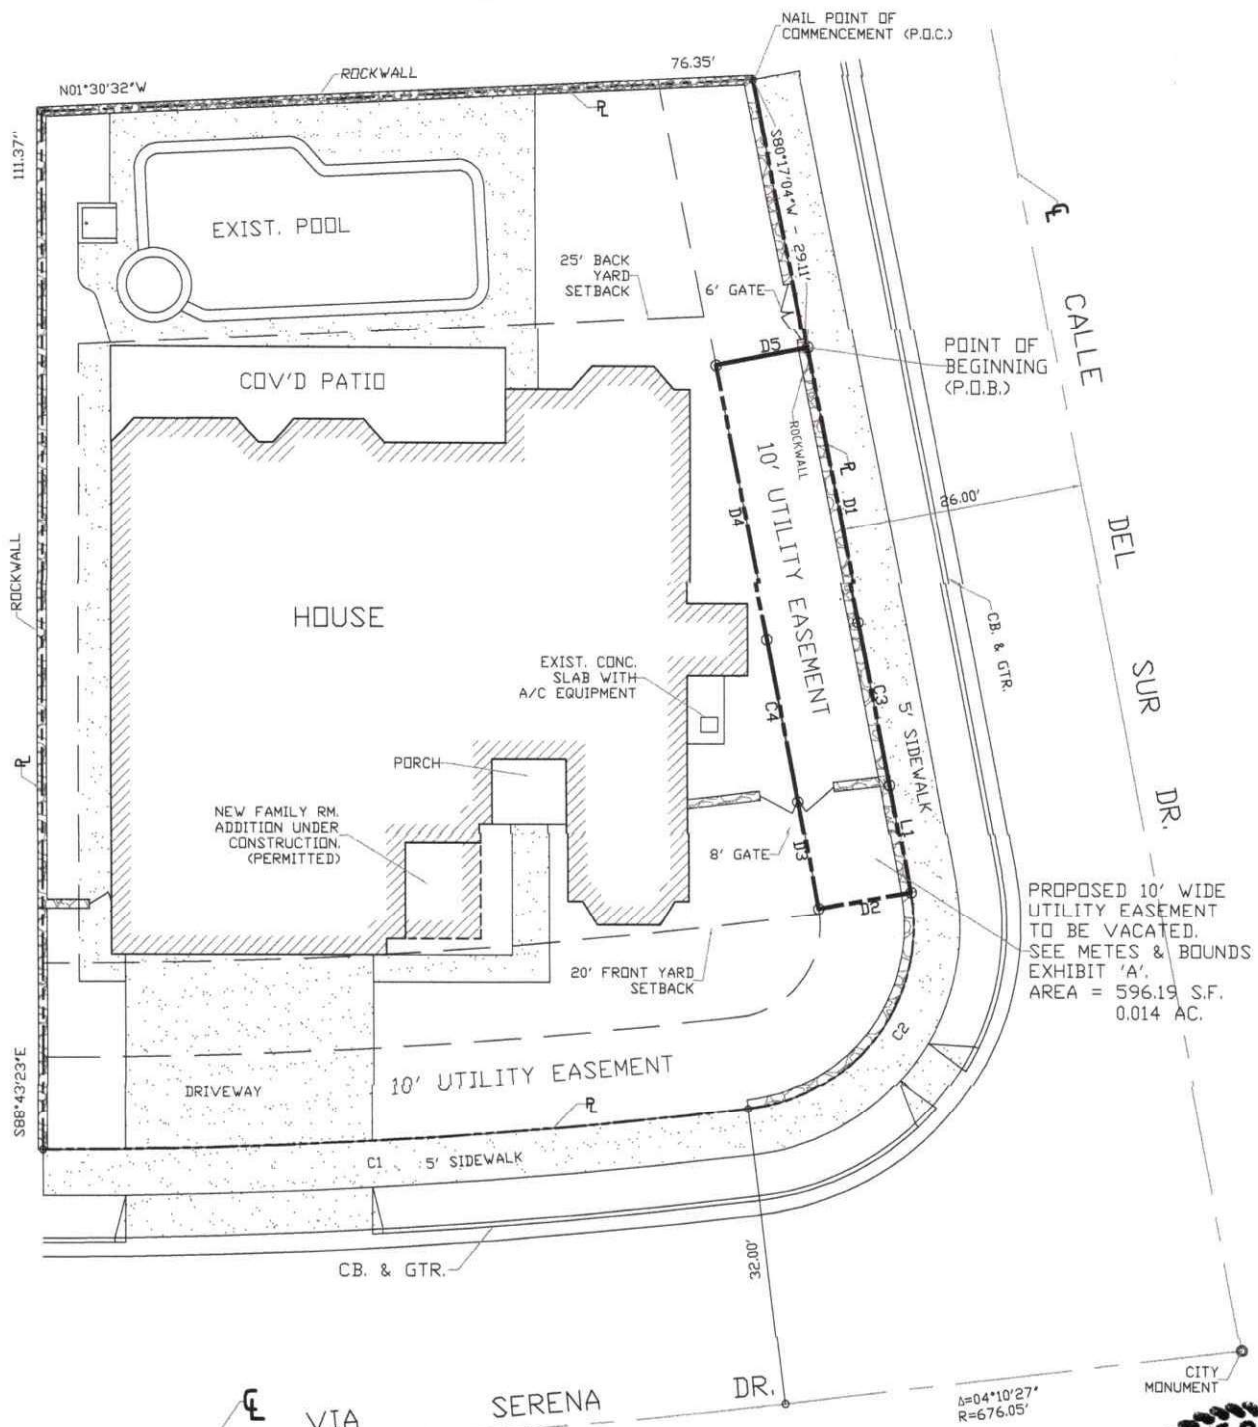 NAIL POINT OF
COMMENCEMENT (P.O.C.)
N01°30'32"W
ROCKWALL
76.35'
℄
111.37"
S80°17'04"W - 29.11'
EXIST. POOL
25' BACK
YARD
SETBACK
6' GATE
CALLE
DEL
SUR
DR.
POINT OF
BEGINNING
(P.O.B.)
COV'D PATIO
D5
ROCKWALL
D1
D4
10' UTILITY EASEMENT
26.00'
ROCKWALL
HOUSE
CB. & GTR.
EXIST. CONC.
SLAB WITH
A/C EQUIPMENT
C4
C3
5' SIDEWALK
PORCH
NEW FAMILY RM.
ADDITION UNDER
CONSTRUCTION.
(PERMITTED)
8' GATE
D3
L1
D2
PROPOSED 10' WIDE
UTILITY EASEMENT
TO BE VACATED.
SEE METES & BOUNDS
EXHIBIT 'A'.
AREA = 596.19 S.F.
0.014 AC.
20' FRONT YARD
SETBACK
C2
S88°43'23"E
DRIVEWAY
10' UTILITY EASEMENT
C1
5' SIDEWALK
CB. & GTR.
32.00'
℄
VIA
SERENA
DR.
Δ=04°10'27"
R=676.05'
CITY
MONUMENT